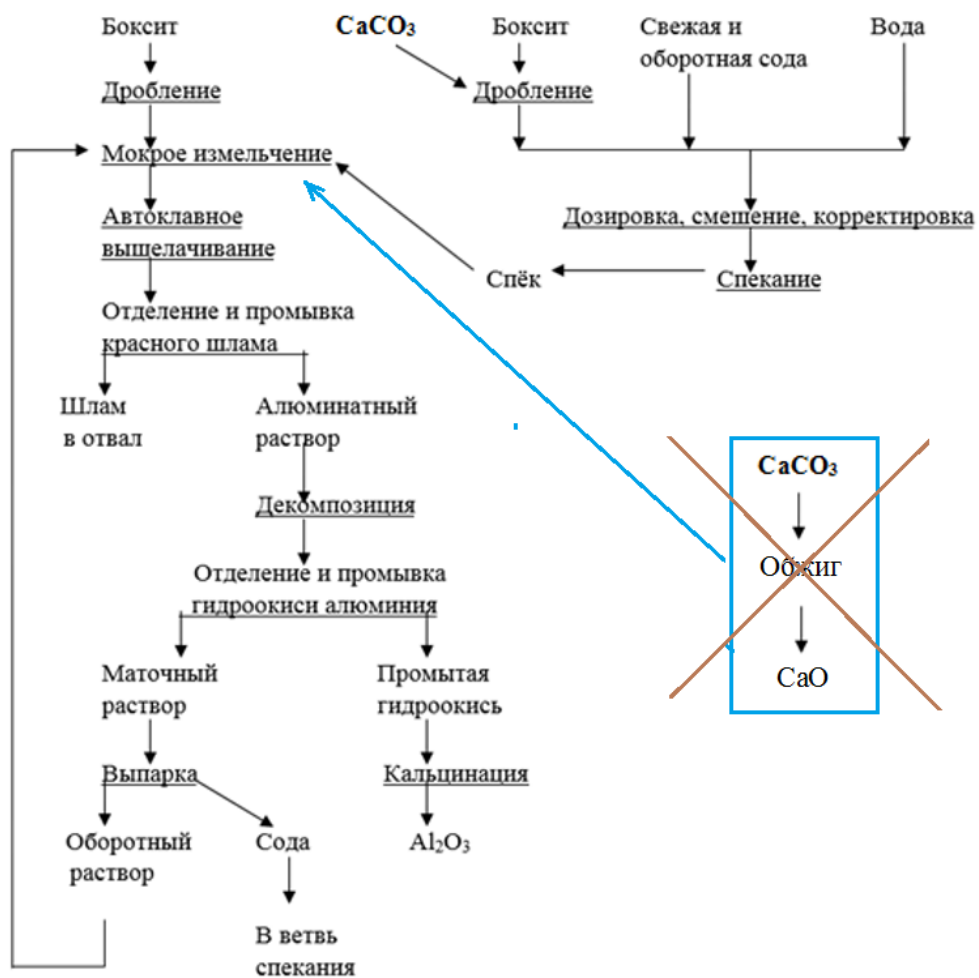 Боксит
CaCO₃
Боксит
Свежая и
оборотная сода
Вода
Дробление
Дробление
Мокрое измельчение
Автоклавное
выщелачивание
Дозировка, смешение, корректировка
Спёк
Спекание
Отделение и промывка
красного шлама
Шлам
в отвал
Алюминатный
раствор
Декомпозиция
Отделение и промывка
гидроокиси алюминия
CaCO₃
Обжиг
CaO
Маточный
раствор
Промытая
гидроокись
Выпарка
Кальцинация
Оборотный
раствор
Сода
Al₂O₃
В ветвь
спекания